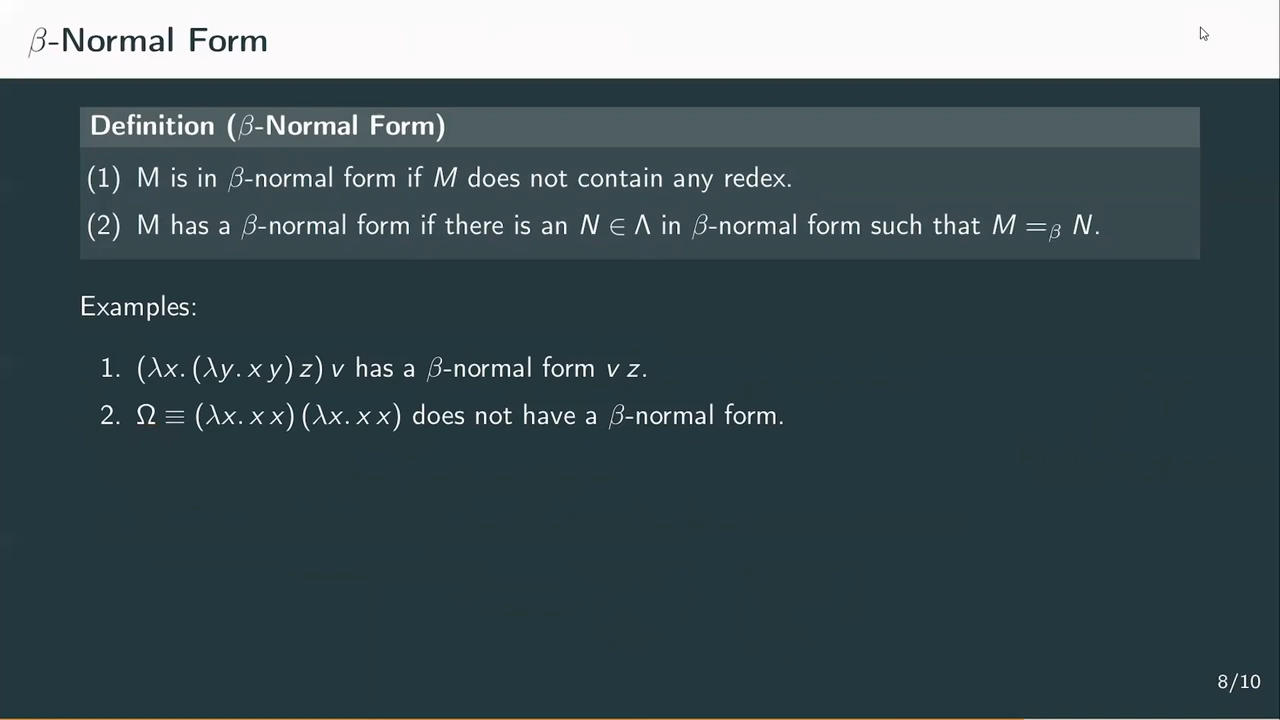 β-Normal Form
Definition (β-Normal Form)
(1) M is in β-normal form if M does not contain any redex.
(2) M has a β-normal form if there is an N ∈ Λ in β-normal form such that M =β N.
Examples:
1. (λx. (λy. x y) z) v has a β-normal form v z.
2. Ω ≡ (λx. x x) (λx. x x) does not have a β-normal form.
8/10